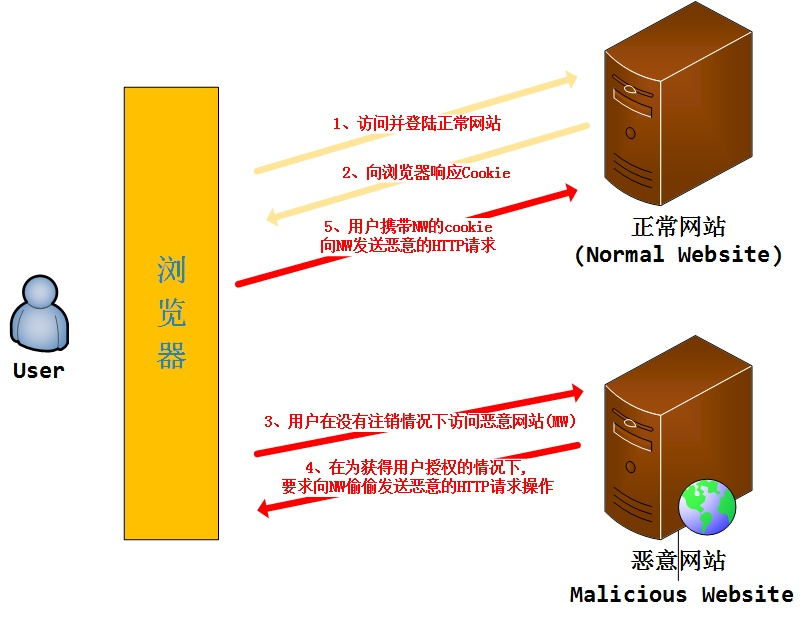 1、访问并登陆正常网站
2、向浏览器响应Cookie
5、用户携带NW的cookie
向NW发送恶意的HTTP请求
正常网站
(Normal Website)
浏
览
器
User
3、用户在没有注销情况下访问恶意网站(MW)
4、在为获得用户授权的情况下,
要求向NW偷偷发送恶意的HTTP请求操作
恶意网站
Malicious Website